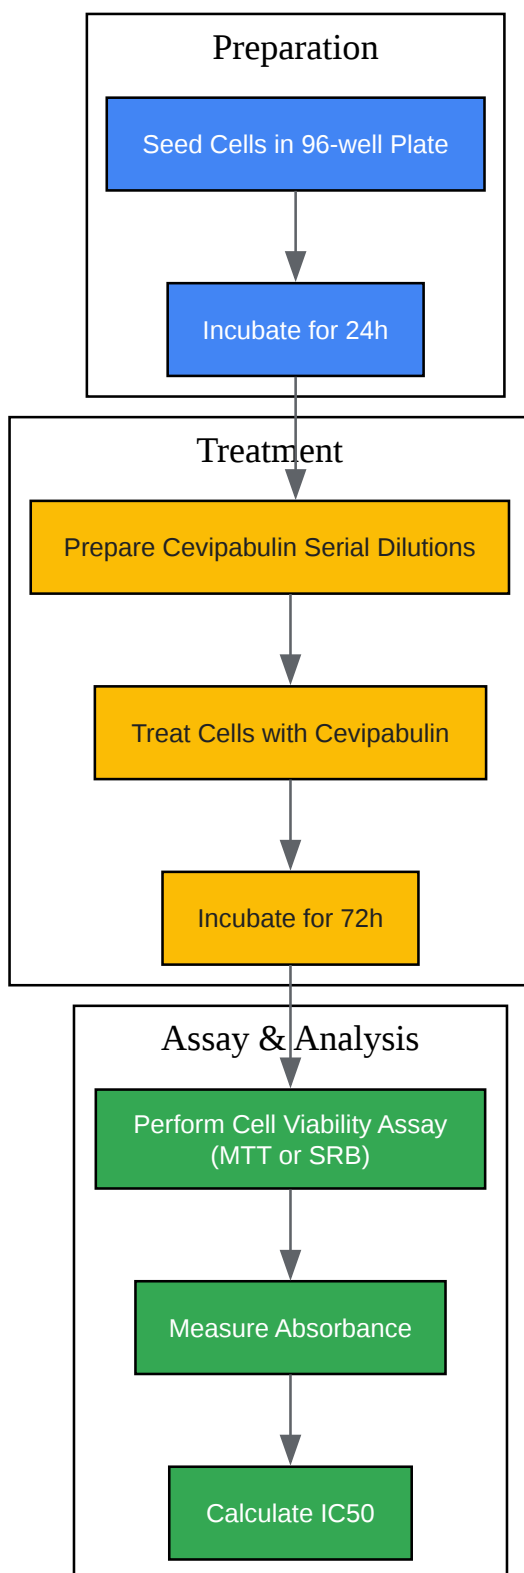 Preparation
Seed Cells in 96-well Plate
Incubate for 24h
Treatment
Prepare Cevipabulin Serial Dilutions
Treat Cells with Cevipabulin
Incubate for 72h
Assay & Analysis
Perform Cell Viability Assay
(MTT or SRB)
Measure Absorbance
Calculate IC50